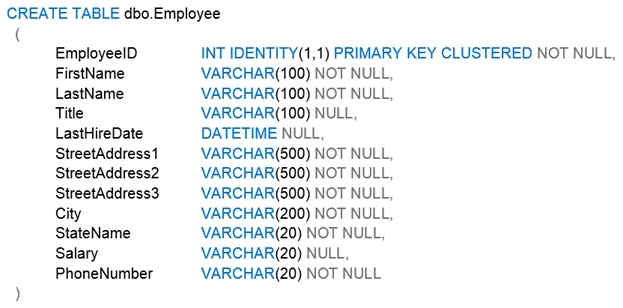 CREATE TABLE dbo.Employee
(
EmployeeID INT IDENTITY(1,1) PRIMARY KEY CLUSTERED NOT NULL,
FirstName VARCHAR(100) NOT NULL,
LastName VARCHAR(100) NOT NULL,
Title VARCHAR(100) NULL,
LastHireDate DATETIME NULL,
StreetAddress1 VARCHAR(500) NOT NULL,
StreetAddress2 VARCHAR(500) NOT NULL,
StreetAddress3 VARCHAR(500) NOT NULL,
City VARCHAR(200) NOT NULL,
StateName VARCHAR(20) NOT NULL,
Salary VARCHAR(20) NULL,
PhoneNumber VARCHAR(20) NOT NULL
)